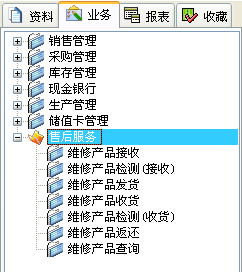 资料 业务 报表 收藏
销售管理
采购管理
库存管理
现金银行
生产管理
储值卡管理
售后服务
维修产品接收
维修产品检测(接收)
维修产品发货
维修产品收货
维修产品检测(收货)
维修产品返还
维修产品查询